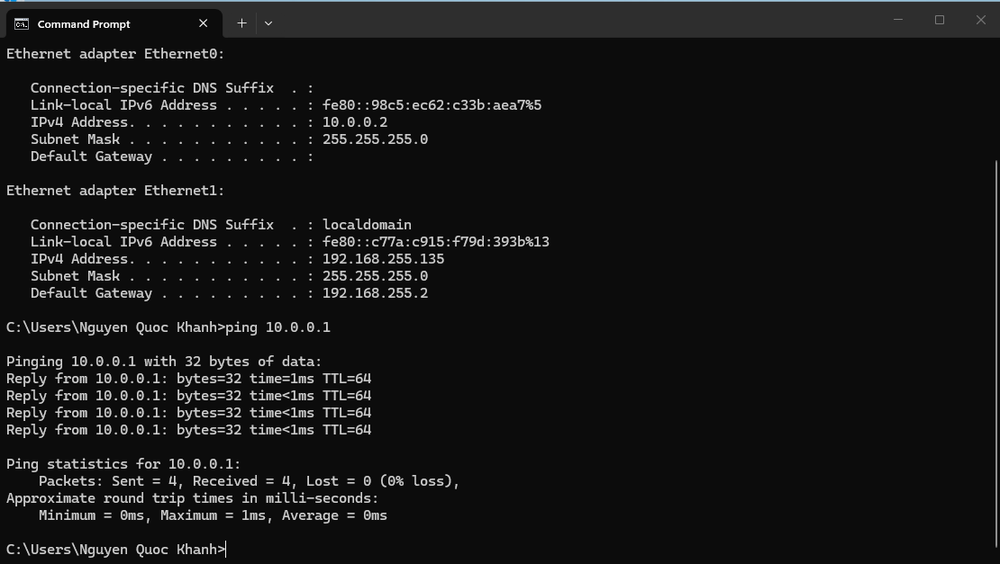 Command Prompt
Ethernet adapter Ethernet0:
Connection-specific DNS Suffix  . :
Link-local IPv6 Address . . . . . : fe80::98c5:ec62:c33b:aea7%5
IPv4 Address. . . . . . . . . . . : 10.0.0.2
Subnet Mask . . . . . . . . . . . : 255.255.255.0
Default Gateway . . . . . . . . . :
Ethernet adapter Ethernet1:
Connection-specific DNS Suffix  . : localdomain
Link-local IPv6 Address . . . . . : fe80::c77a:c915:f79d:393b%13
IPv4 Address. . . . . . . . . . . : 192.168.255.135
Subnet Mask . . . . . . . . . . . : 255.255.255.0
Default Gateway . . . . . . . . . : 192.168.255.2
C:\Users\Nguyen Quoc Khanh>ping 10.0.0.1
Pinging 10.0.0.1 with 32 bytes of data:
Reply from 10.0.0.1: bytes=32 time=1ms TTL=64
Reply from 10.0.0.1: bytes=32 time<1ms TTL=64
Reply from 10.0.0.1: bytes=32 time<1ms TTL=64
Reply from 10.0.0.1: bytes=32 time<1ms TTL=64
Ping statistics for 10.0.0.1:
Packets: Sent = 4, Received = 4, Lost = 0 (0% loss),
Approximate round trip times in milli-seconds:
Minimum = 0ms, Maximum = 1ms, Average = 0ms
C:\Users\Nguyen Quoc Khanh>